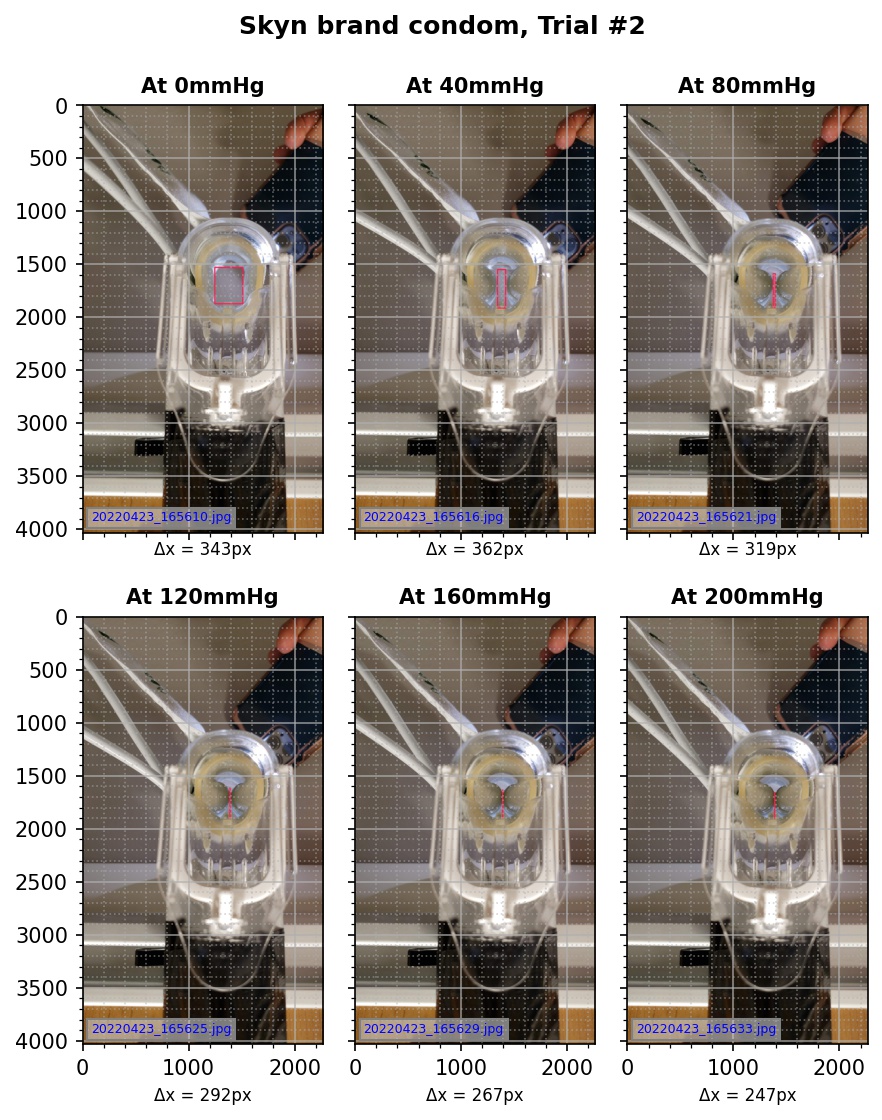 Skyn brand condom, Trial #2
At 0mmHg
At 40mmHg
At 80mmHg
0
500
1000
1500
2000
2500
3000
3500
4000
20220423_165610.jpg
20220423_165616.jpg
20220423_165621.jpg
Δx = 343px
Δx = 362px
Δx = 319px
At 120mmHg
At 160mmHg
At 200mmHg
0
500
1000
1500
2000
2500
3000
3500
4000
20220423_165625.jpg
20220423_165629.jpg
20220423_165633.jpg
0 1000 2000
0 1000 2000
0 1000 2000
Δx = 292px
Δx = 267px
Δx = 247px